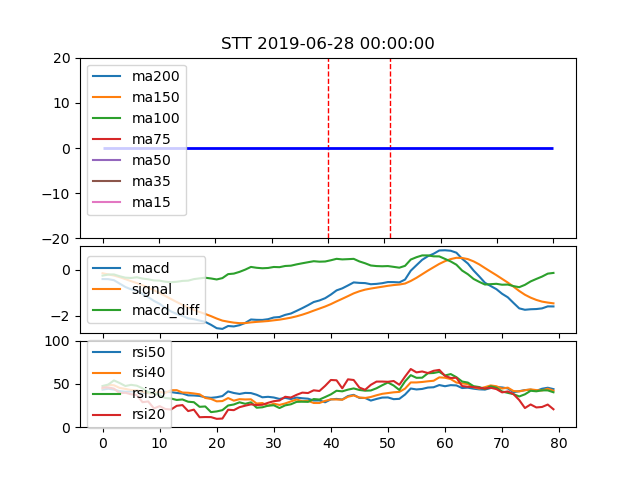 STT 2019-06-28 00:00:00
20
10
0
−10
−20
ma200
ma150
ma100
ma75
ma50
ma35
ma15
0
−2
macd
signal
macd_diff
100
50
0
rsi50
rsi40
rsi30
rsi20
0 10 20 30 40 50 60 70 80